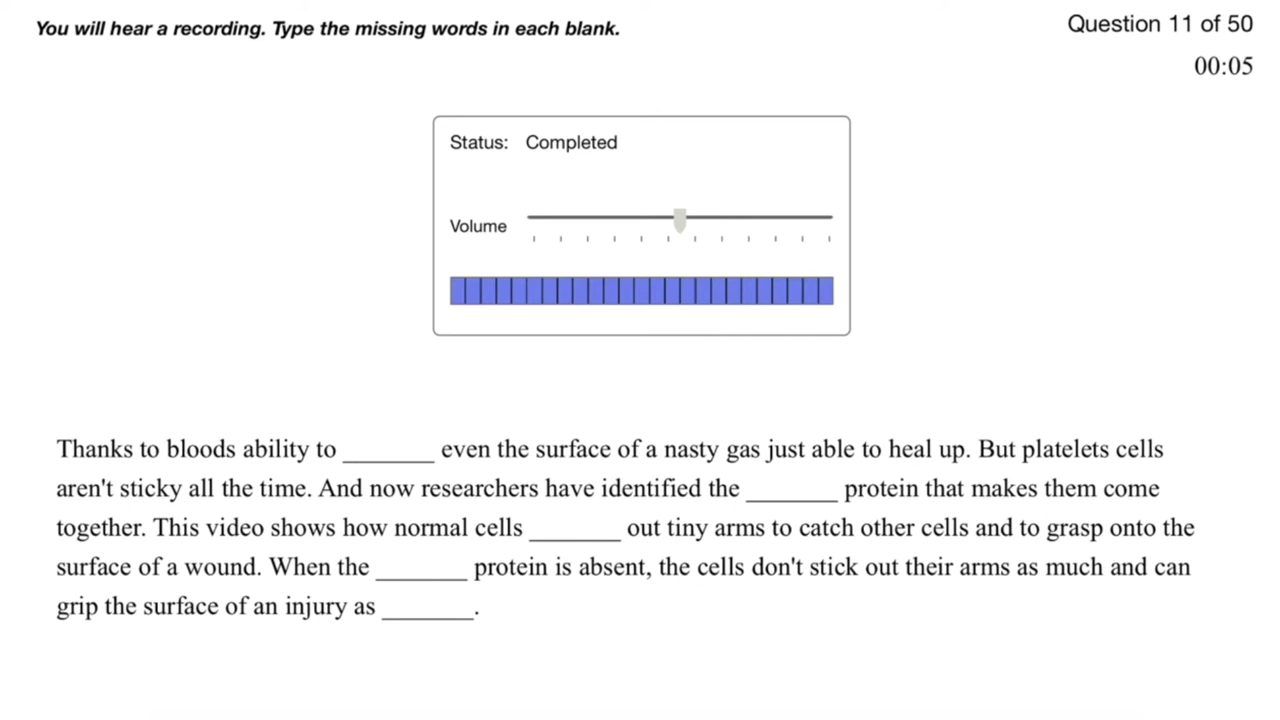 You will hear a recording. Type the missing words in each blank.
Question 11 of 50
00:05
Status: Completed
Volume
Thanks to bloods ability to _______ even the surface of a nasty gas just able to heal up. But platelets cells
aren't sticky all the time. And now researchers have identified the _______ protein that makes them come
together. This video shows how normal cells _______ out tiny arms to catch other cells and to grasp onto the
surface of a wound. When the _______ protein is absent, the cells don't stick out their arms as much and can
grip the surface of an injury as _______.